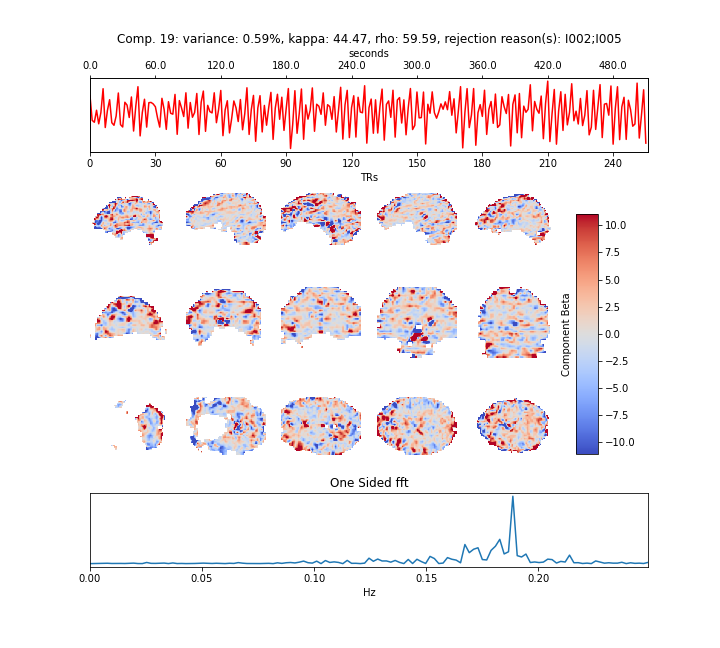 Comp. 19: variance: 0.59%, kappa: 44.47, rho: 59.59, rejection reason(s): I002;I005
seconds
0.0 60.0 120.0 180.0 240.0 300.0 360.0 420.0 480.0
0 30 60 90 120 150 180 210 240
TRs
10.0
7.5
5.0
2.5
0.0
−2.5
−5.0
−7.5
−10.0
Component Beta
One Sided fft
0.00 0.05 0.10 0.15 0.20
Hz